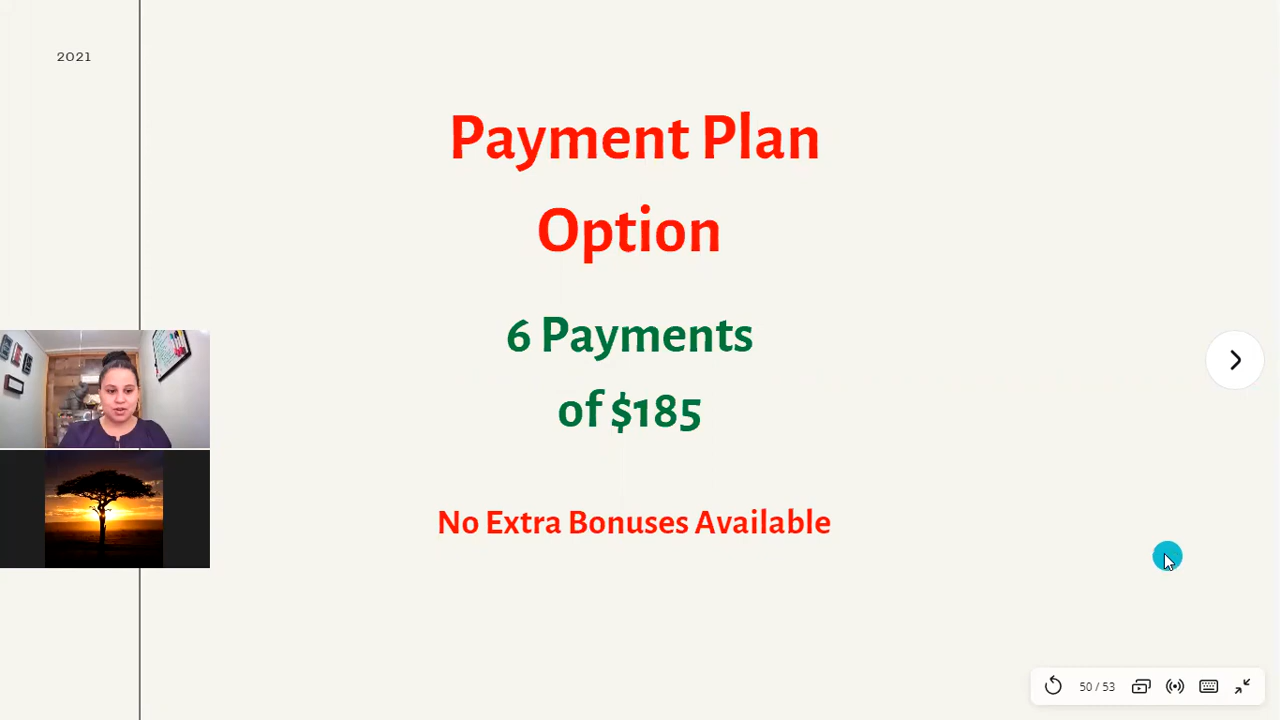 2021
Payment Plan
Option
6 Payments
of $185
No Extra Bonuses Available
50 / 53